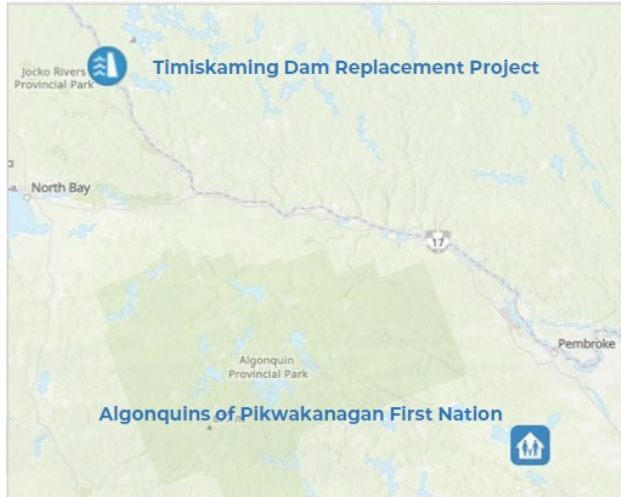 Timiskaming Dam Replacement Project
Jocko Rivers
Provincial Park
North Bay
17
Pembroke
Algonquin
Provincial Park
Algonquins of Pikwakanagan First Nation